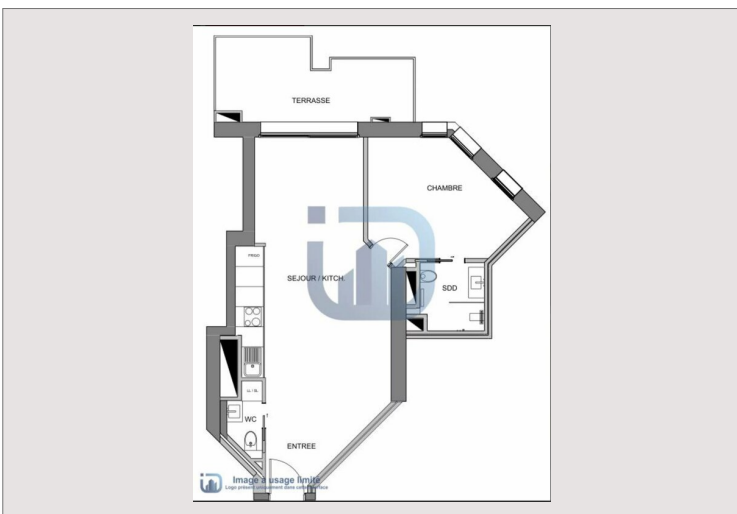 TERRASSE
CHAMBRE
FRIGO
SEJOUR / KITCH.
SDD
WC
ENTREE
Image à usage limité